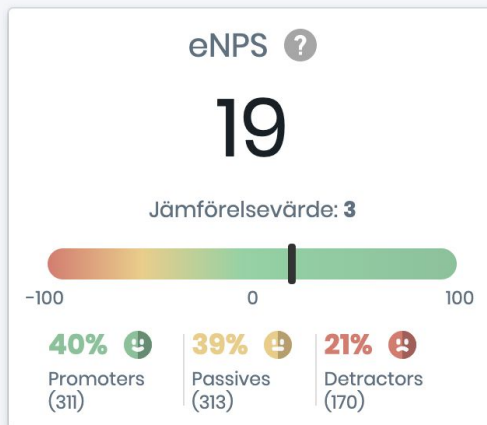 eNPS ?
19
Jämförelsevärde: 3
-100 0 100
40% 39% 21%
Promoters Passives Detractors
(311) (313) (170)